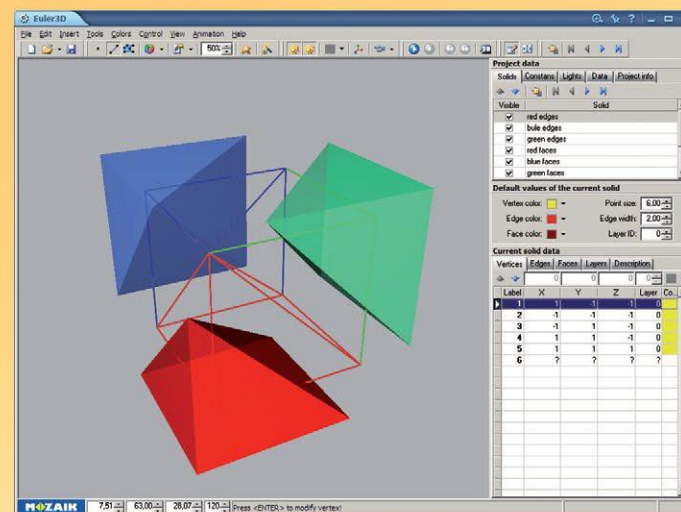 Euler3D
File Edit Insert Tools Colors Control View Animation Help
50%
Project data
Solids Constans Lights Data Project info
Visible Solid
red edges
bule edges
green edges
red faces
blue faces
green faces
Default values of the current solid
Vertex color: Point size: 6,00
Edge color: Edge width: 2,00
Face color: Layer ID: 0
Current solid data
Vertices Edges Faces Layers Description
0 0 0 0
Label X Y Z Layer Co...
1 1 -1 -1 0
2 -1 -1 -1 0
3 -1 1 -1 0
4 1 1 -1 0
5 1 1 1 0
6 ? ? ? ?
MOZAIK 7,51 63,00 28,07 120 Press <ENTER> to modify vertex!